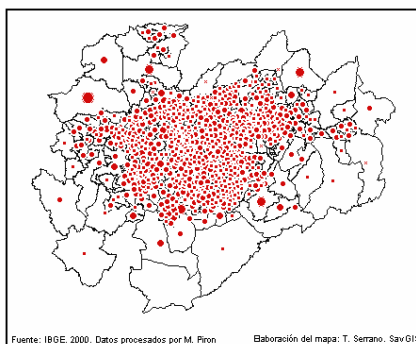 Fuente: IBGE, 2000. Datos procesados por M. Piron
Elaboración del mapa: T. Serrano. SavGIS